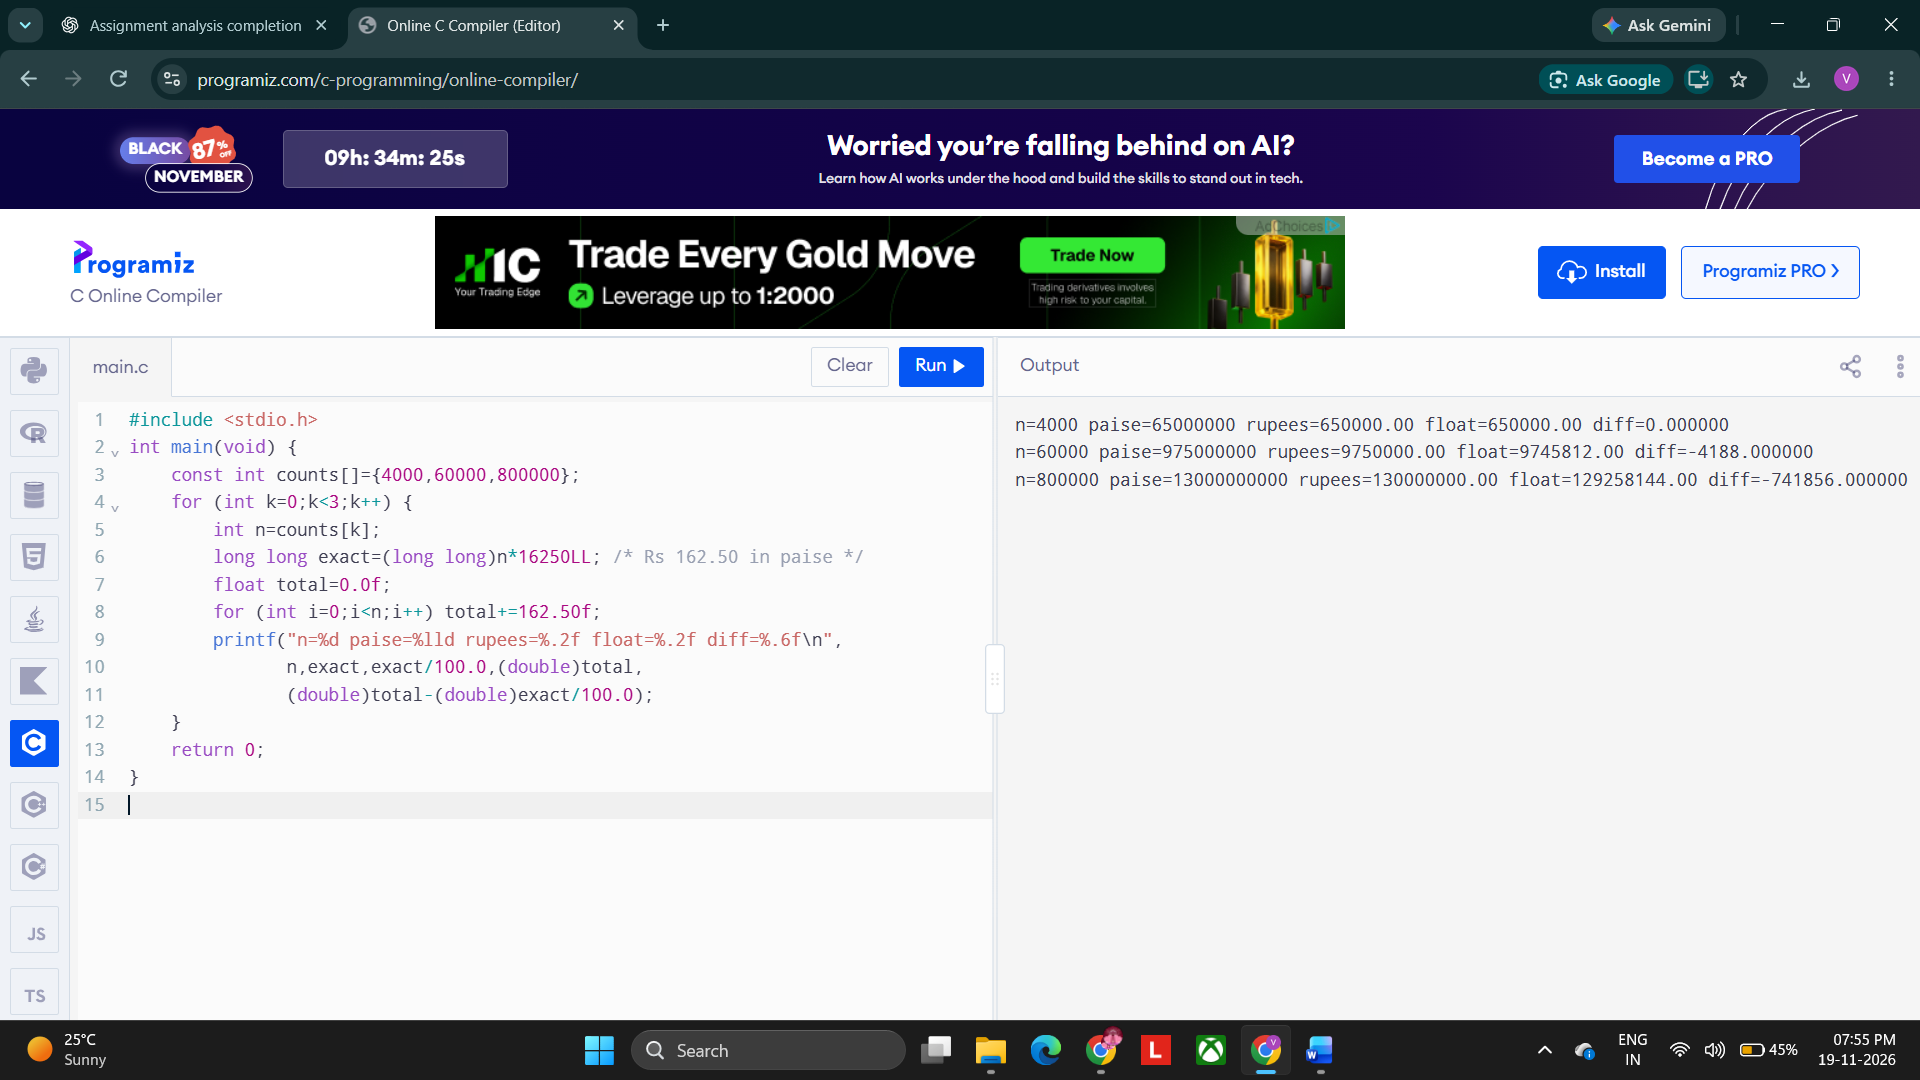 Assignment analysis completion
Online C Compiler (Editor)
Ask Gemini
programiz.com/c-programming/online-compiler/
Ask Google
V
BLACK 87% OFF
NOVEMBER
09h: 34m: 25s
Worried you’re falling behind on AI?
Learn how AI works under the hood and build the skills to stand out in tech.
Become a PRO
Programiz
C Online Compiler
HIC
Your Trading Edge
Trade Every Gold Move
Leverage up to 1:2000
Trade Now
Trading derivatives involves
high risk to your capital.
AdChoices
Install
Programiz PRO ›
main.c
Clear
Run
Output
1 #include <stdio.h>
2 int main(void) {
3     const int counts[]={4000,60000,800000};
4     for (int k=0;k<3;k++) {
5         int n=counts[k];
6         long long exact=(long long)n*16250LL; /* Rs 162.50 in paise */
7         float total=0.0f;
8         for (int i=0;i<n;i++) total+=162.50f;
9         printf("n=%d paise=%lld rupees=%.2f float=%.2f diff=%.6f\n",
10                n,exact,exact/100.0,(double)total,
11                (double)total-(double)exact/100.0);
12     }
13     return 0;
14 }
15
n=4000 paise=65000000 rupees=650000.00 float=650000.00 diff=0.000000
n=60000 paise=975000000 rupees=9750000.00 float=9745812.00 diff=-4188.000000
n=800000 paise=13000000000 rupees=130000000.00 float=129258144.00 diff=-741856.000000
JS
TS
25°C
Sunny
Search
L
V
W
ENG
IN
45%
07:55 PM
19-11-2026